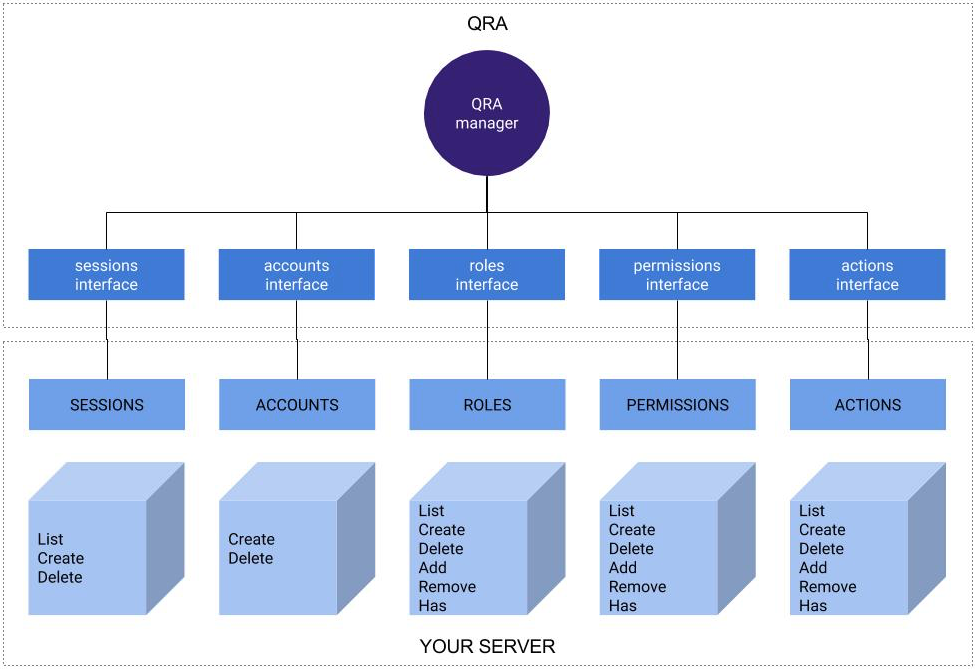 QRA
QRA
manager
sessions
interface
accounts
interface
roles
interface
permissions
interface
actions
interface
SESSIONS
ACCOUNTS
ROLES
PERMISSIONS
ACTIONS
List
Create
Delete
Create
Delete
List
Create
Delete
Add
Remove
Has
List
Create
Delete
Add
Remove
Has
List
Create
Delete
Add
Remove
Has
YOUR SERVER